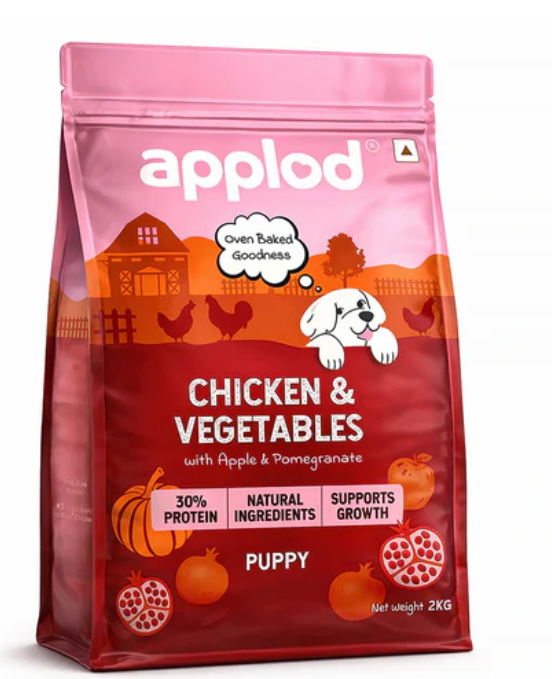 applod®
Oven Baked
Goodness
CHICKEN &
VEGETABLES
with Apple & Pomegranate
30%
PROTEIN
NATURAL
INGREDIENTS
SUPPORTS
GROWTH
PUPPY
Net weight 2KG